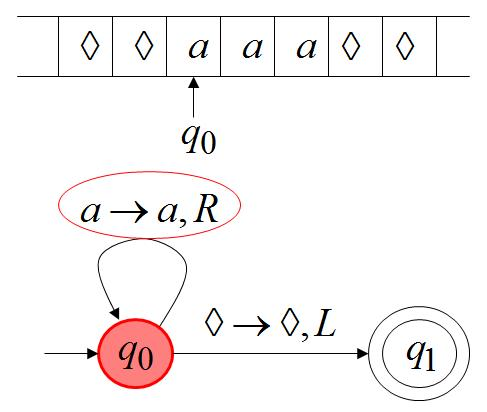 ◊ ◊ a a a ◊ ◊
q₀
a → a, R
◊ → ◊, L
q₀ q₁